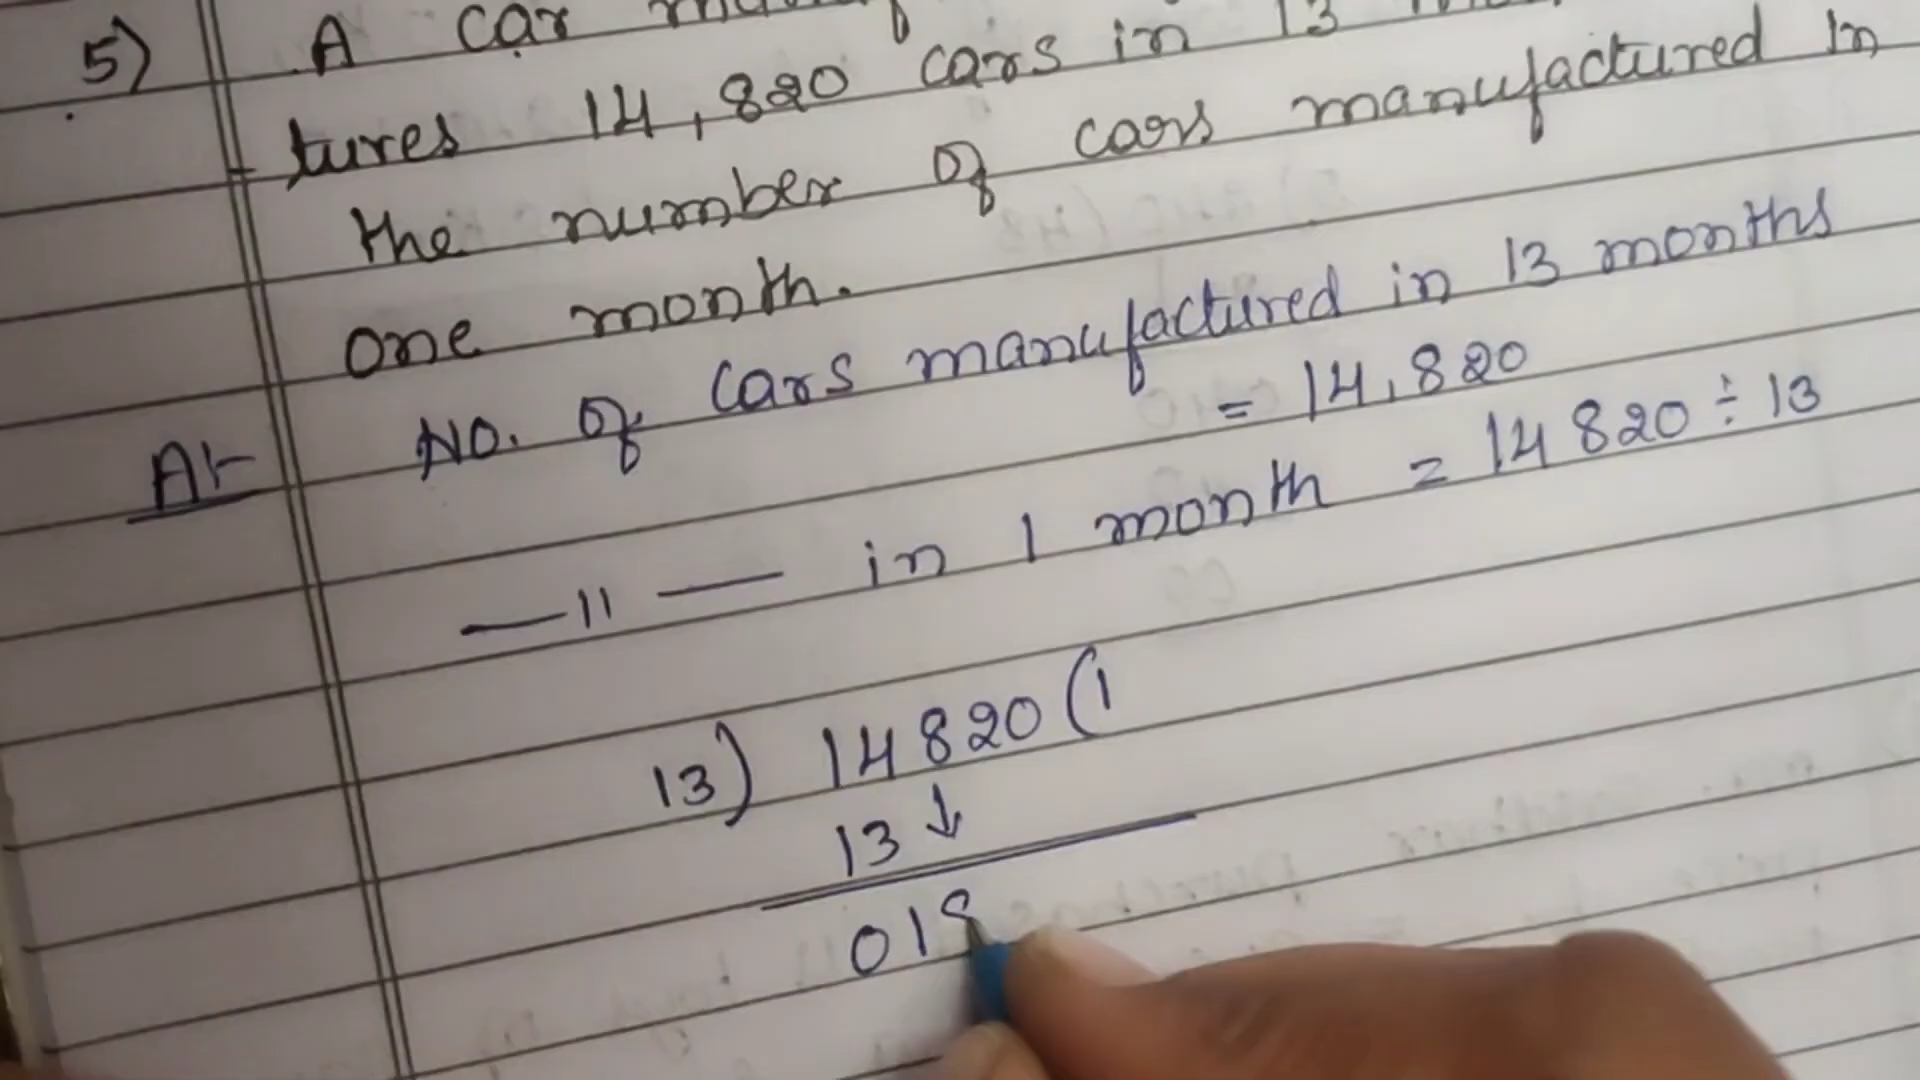 5) A car
tures 14,820 cars in 13
the number of cars manufactured in
one month.
A:- No. of cars manufactured in 13 months
= 14,820
—11— in 1 month = 14820 ÷ 13
13) 14820 (1
13 ↓
018